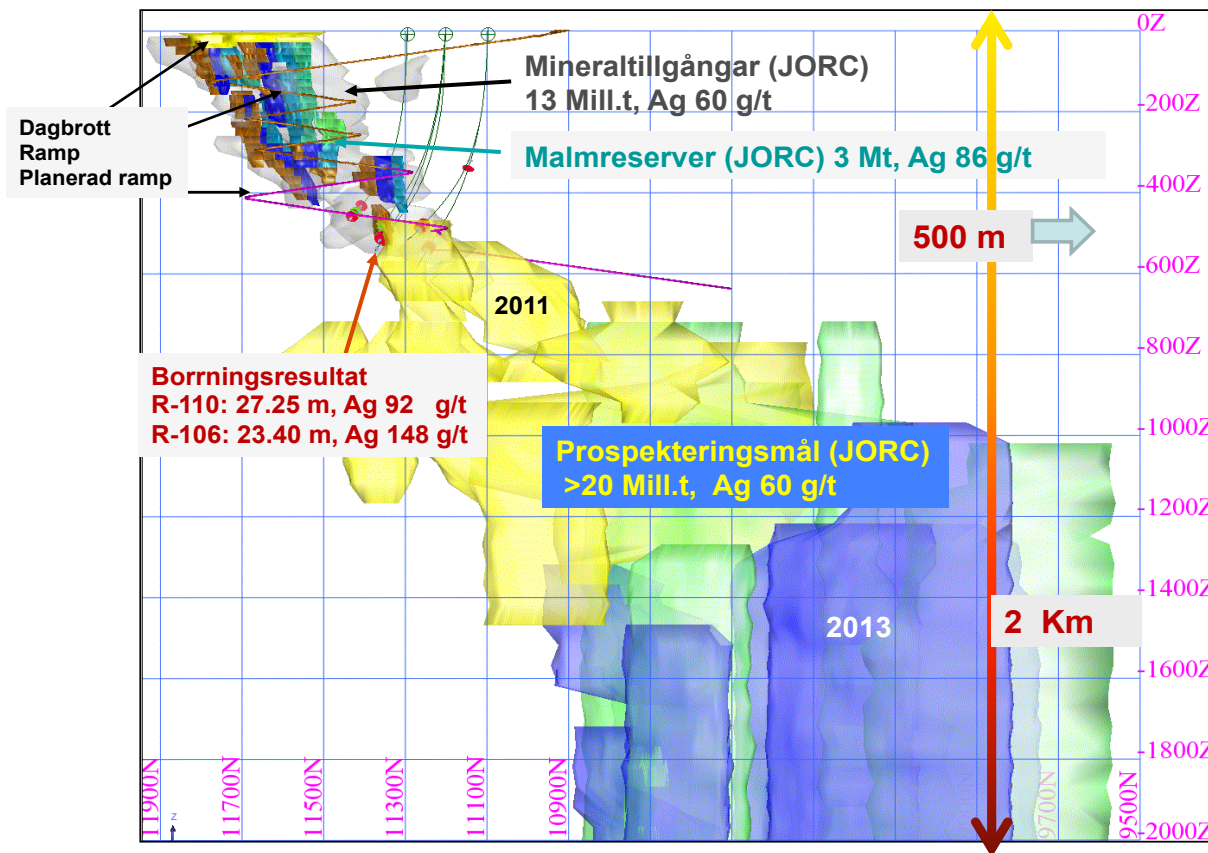 0Z
Mineraltillgångar (JORC)
13 Mill.t, Ag 60 g/t
-200Z
Dagbrott
Ramp
Planerad ramp
Malmreserver (JORC) 3 Mt, Ag 86 g/t
-400Z
500 m
-600Z
2011
-800Z
Borrningsresultat
R-110: 27.25 m, Ag 92 g/t
R-106: 23.40 m, Ag 148 g/t
-1000Z
Prospekteringsmål (JORC)
>20 Mill.t, Ag 60 g/t
-1200Z
-1400Z
2013
2 Km
-1600Z
-1800Z
11900N
11700N
11500N
11300N
11100N
10900N
9700N
9500N
z
-2000Z